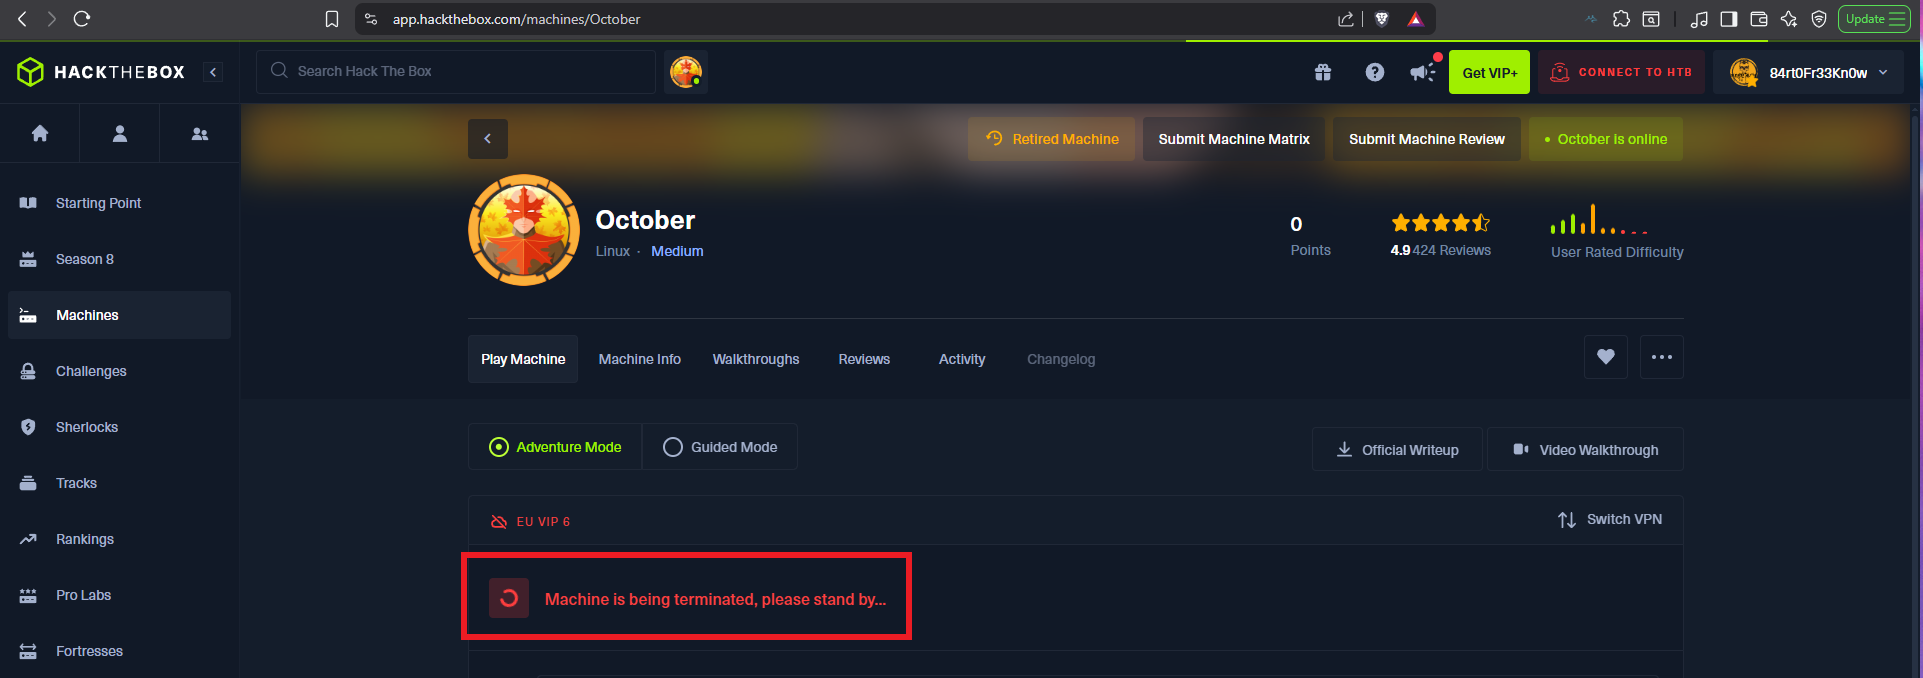 app.hackthebox.com/machines/October
Update
HACKTHEBOX
Search Hack The Box
Get VIP+
CONNECT TO HTB
84rt0Fr33Kn0w
Retired Machine
Submit Machine Matrix
Submit Machine Review
October is online
Starting Point
Season 8
Machines
Challenges
Sherlocks
Tracks
Rankings
Pro Labs
Fortresses
October
Linux · Medium
0
Points
4.9 424 Reviews
User Rated Difficulty
Play Machine
Machine Info
Walkthroughs
Reviews
Activity
Changelog
Adventure Mode
Guided Mode
Official Writeup
Video Walkthrough
EU VIP 6
Switch VPN
Machine is being terminated, please stand by...